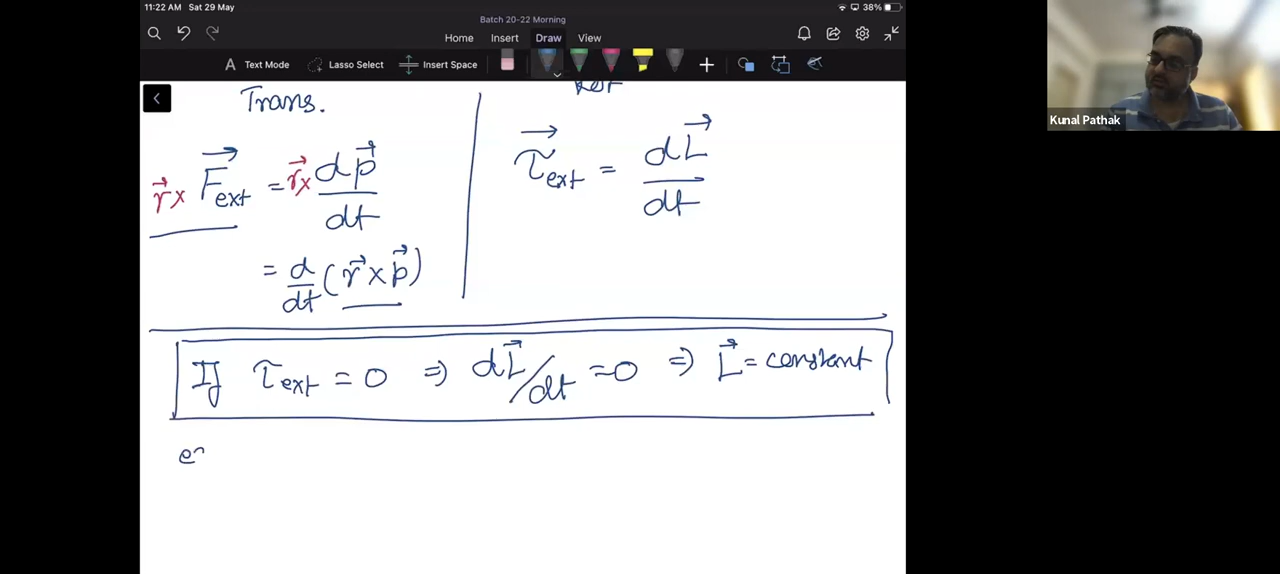 11:22 AM Sat 29 May
38%
Batch 20-22 Morning
Home Insert Draw View
Text Mode Lasso Select Insert Space
Trans.
r⃗× F⃗ext = r⃗× dp⃗/dt
= d/dt (r⃗ × p⃗)
τ⃗ext = dL⃗/dt
If τext = 0 ⇒ dL⃗/dt = 0 ⇒ L⃗ = constant
Kunal Pathak